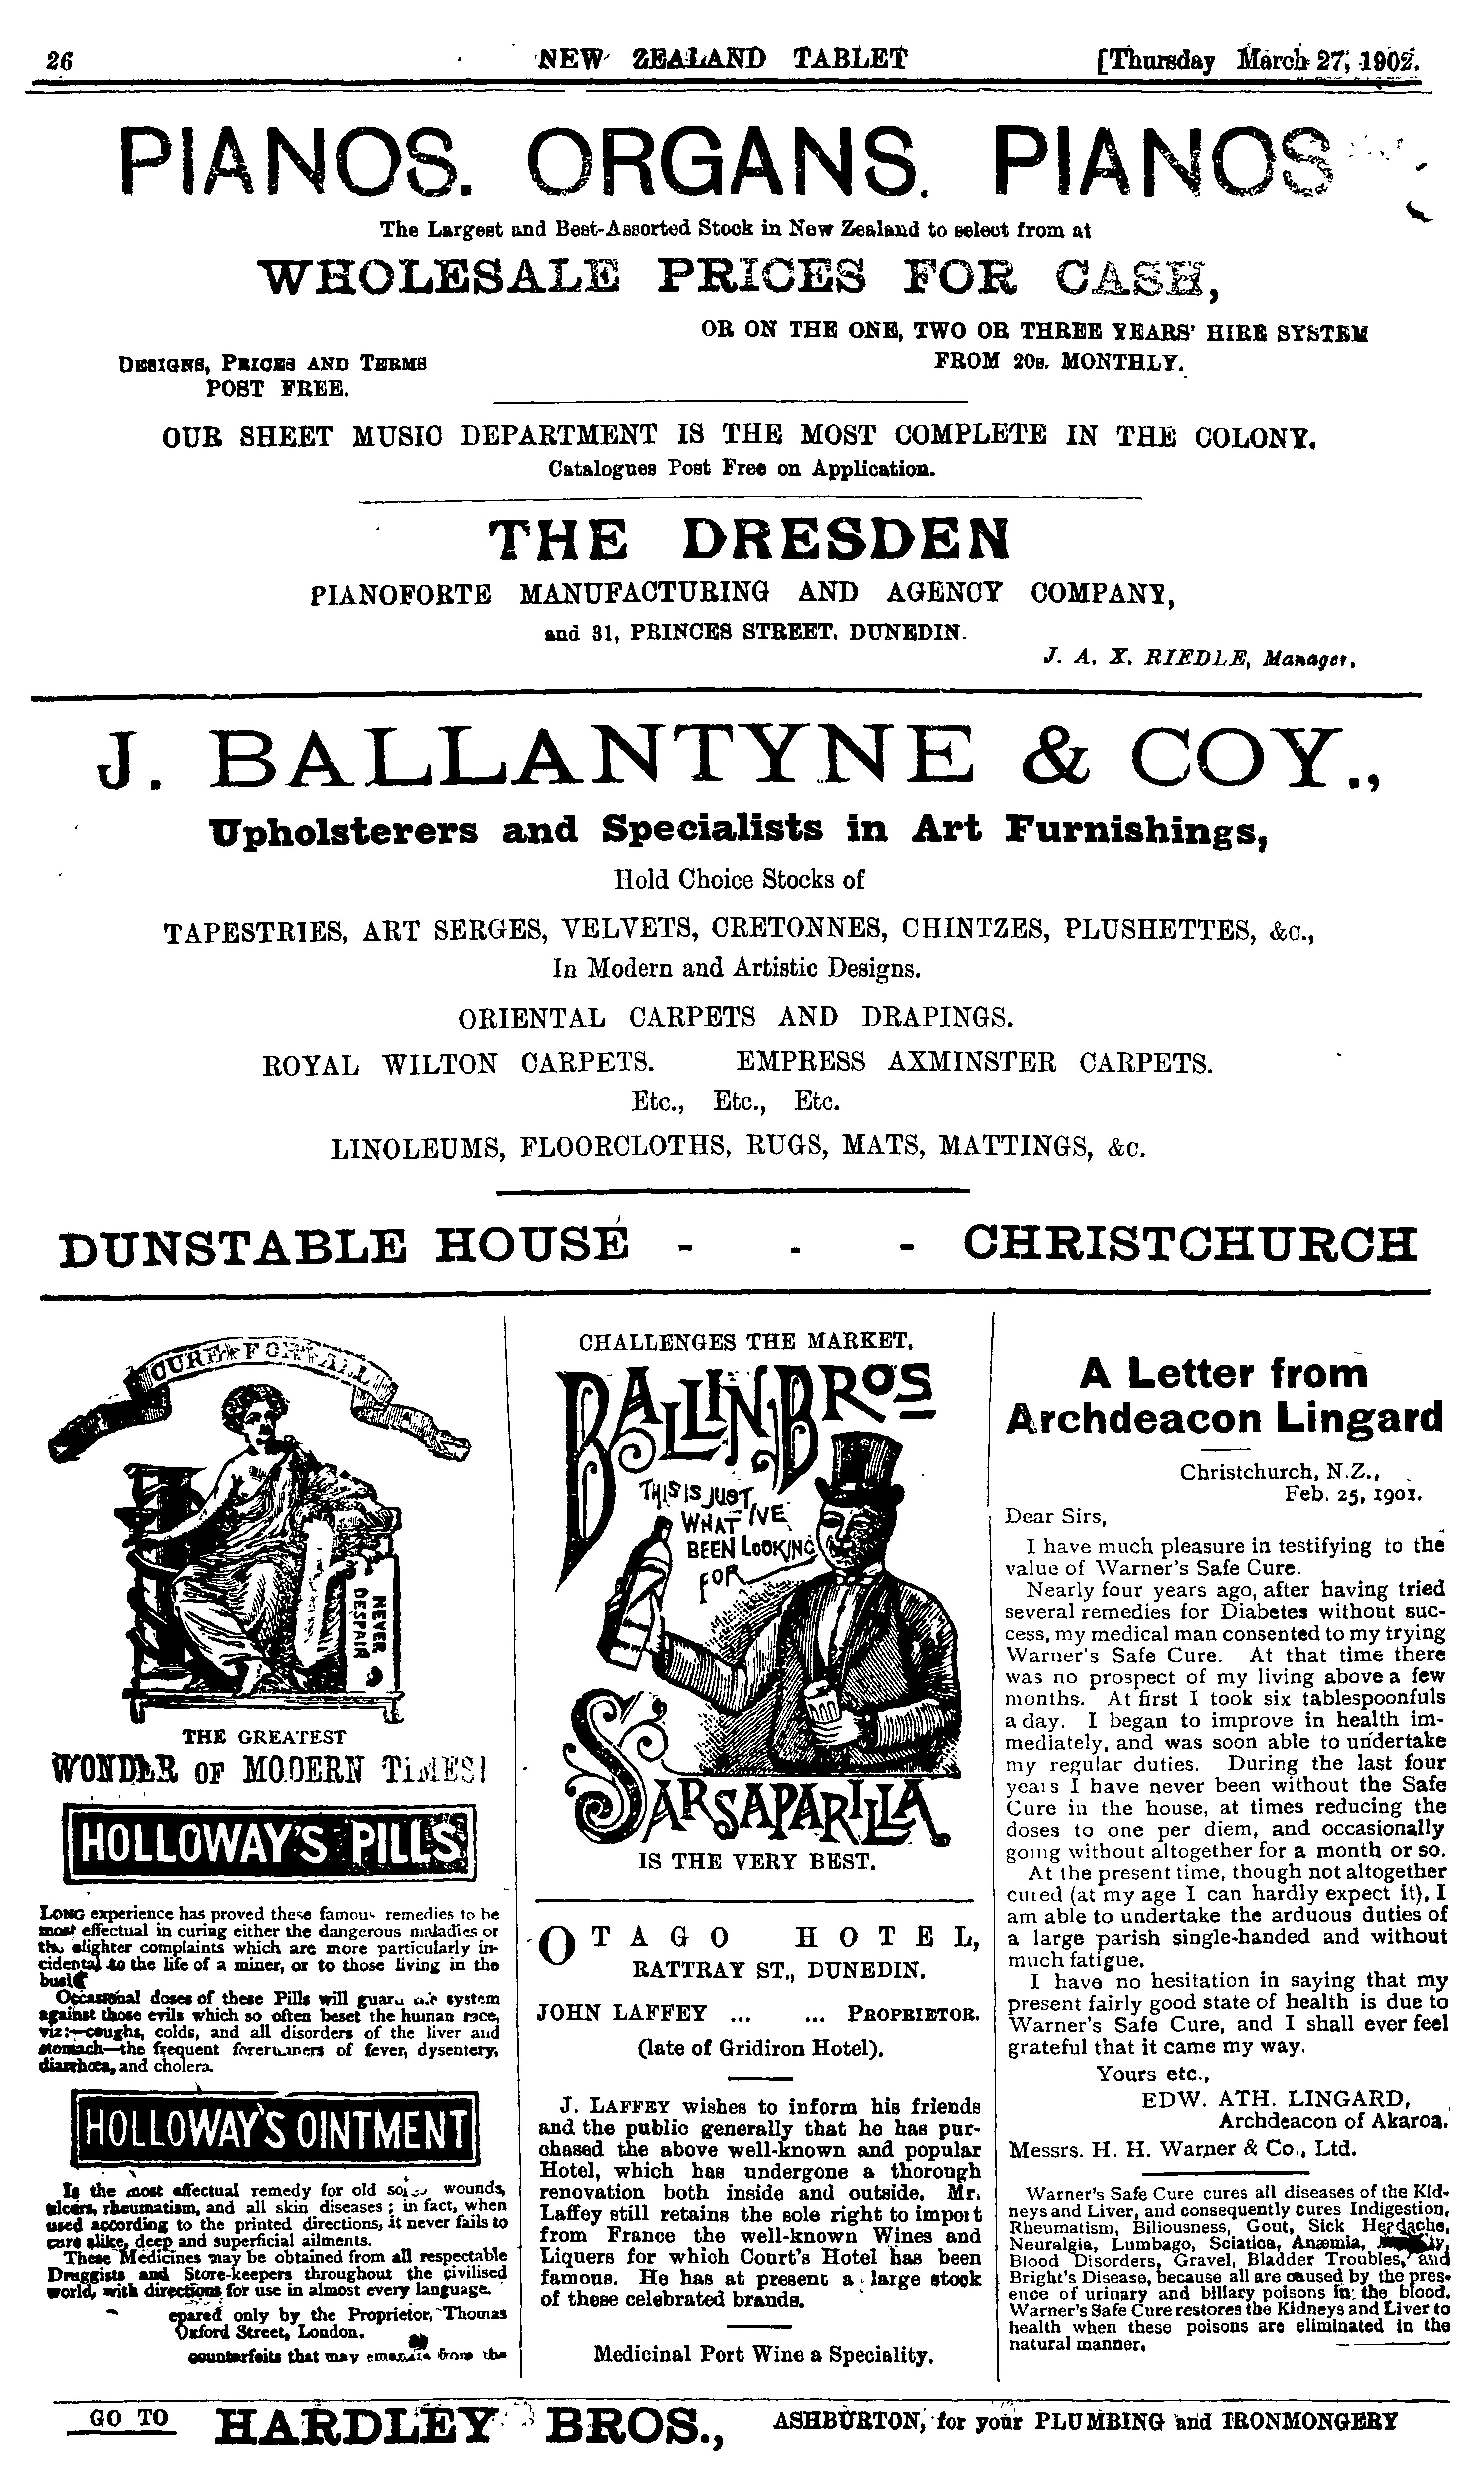 26 NEW ZEALAND TABLET [Thursday March 27, 1902.
PIANOS. ORGANS. PIANOS
The Largest and Best-Assorted Stock in New Zealand to select from at
WHOLESALE PRICES FOR CASH,
OR ON THE ONE, TWO OR THREE YEARS' HIRE SYSTEM
FROM 20s. MONTHLY.
DESIGNS, PRICES AND TERMS
POST FREE.
OUR SHEET MUSIC DEPARTMENT IS THE MOST COMPLETE IN THE COLONY.
Catalogues Post Free on Application.
THE DRESDEN
PIANOFORTE MANUFACTURING AND AGENCY COMPANY,
and 31, PRINCES STREET, DUNEDIN.
J. A. X. RIEDLE, Manager.
J. BALLANTYNE & COY.,
Upholsterers and Specialists in Art Furnishings,
Hold Choice Stocks of
TAPESTRIES, ART SERGES, VELVETS, CRETONNES, CHINTZES, PLUSHETTES, &c.,
In Modern and Artistic Designs.
ORIENTAL CARPETS AND DRAPINGS.
ROYAL WILTON CARPETS. EMPRESS AXMINSTER CARPETS.
Etc., Etc., Etc.
LINOLEUMS, FLOORCLOTHS, RUGS, MATS, MATTINGS, &c.
DUNSTABLE HOUSE - - - CHRISTCHURCH
CURE FOR ALL
NEVER
DESPAIR
THE GREATEST
WONDER OF MODERN TIMES!
HOLLOWAY'S PILLS
LONG experience has proved these famous remedies to be
most effectual in curing either the dangerous maladies or
the slighter complaints which are more particularly in-
cidental to the life of a miner, or to those living in the
bush
Occasional doses of these Pills will guard the system
against those evils which so often beset the human race,
viz:—coughs, colds, and all disorders of the liver and
stomach—the frequent forerunners of fever, dysentery,
diarrhœa, and cholera.
HOLLOWAY'S OINTMENT
Is the most effectual remedy for old sores wounds,
ulcers, rheumatism, and all skin diseases; in fact, when
used according to the printed directions, it never fails to
cure alike, deep and superficial ailments.
These Medicines may be obtained from all respectable
Druggists and Store-keepers throughout the civilised
world, with directions for use in almost every language.
epared only by the Proprietor, Thomas
Oxford Street, London.
counterfeits that may emanate from the
CHALLENGES THE MARKET.
BALLIN BROS
THIS IS JUST
WHAT I'VE
BEEN LOOKING
FOR
SARSAPARILLA
IS THE VERY BEST.
OTAGO HOTEL,
RATTRAY ST., DUNEDIN.
JOHN LAFFEY ... ... PROPRIETOR.
(late of Gridiron Hotel).
J. LAFFEY wishes to inform his friends
and the public generally that he has pur-
chased the above well-known and popular
Hotel, which has undergone a thorough
renovation both inside and outside. Mr.
Laffey still retains the sole right to import
from France the well-known Wines and
Liquers for which Court's Hotel has been
famous. He has at present a large stock
of these celebrated brands.
Medicinal Port Wine a Speciality.
A Letter from
Archdeacon Lingard
Christchurch, N.Z.,
Feb. 25, 1901.
Dear Sirs,
I have much pleasure in testifying to the
value of Warner's Safe Cure.
Nearly four years ago, after having tried
several remedies for Diabetes without suc-
cess, my medical man consented to my trying
Warner's Safe Cure. At that time there
was no prospect of my living above a few
months. At first I took six tablespoonfuls
a day. I began to improve in health im-
mediately, and was soon able to undertake
my regular duties. During the last four
years I have never been without the Safe
Cure in the house, at times reducing the
doses to one per diem, and occasionally
going without altogether for a month or so.
At the present time, though not altogether
cured (at my age I can hardly expect it), I
am able to undertake the arduous duties of
a large parish single-handed and without
much fatigue.
I have no hesitation in saying that my
present fairly good state of health is due to
Warner's Safe Cure, and I shall ever feel
grateful that it came my way.
Yours etc.,
EDW. ATH. LINGARD,
Archdeacon of Akaroa.
Messrs. H. H. Warner & Co., Ltd.
Warner's Safe Cure cures all diseases of the Kid-
neys and Liver, and consequently cures Indigestion,
Rheumatism, Biliousness, Gout, Sick Headache,
Neuralgia, Lumbago, Sciatica, Anæmia,
Blood Disorders, Gravel, Bladder Troubles, and
Bright's Disease, because all are caused by the pres-
ence of urinary and biliary poisons in the blood.
Warner's Safe Cure restores the Kidneys and Liver to
health when these poisons are eliminated in the
natural manner.
GO TO HARDLEY BROS., ASHBURTON, for your PLUMBING and IRONMONGERY